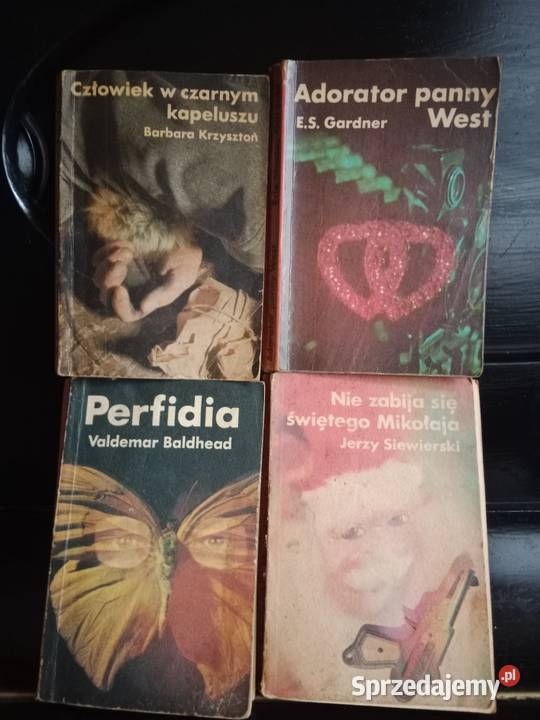 Człowiek w czarnym
kapeluszu
Barbara Krzysztoń
Adorator panny
West
E.S. Gardner
Perfidia
Valdemar Baldhead
Nie zabija się
świętego Mikołaja
Jerzy Siewierski
Sprzedajemy.pl